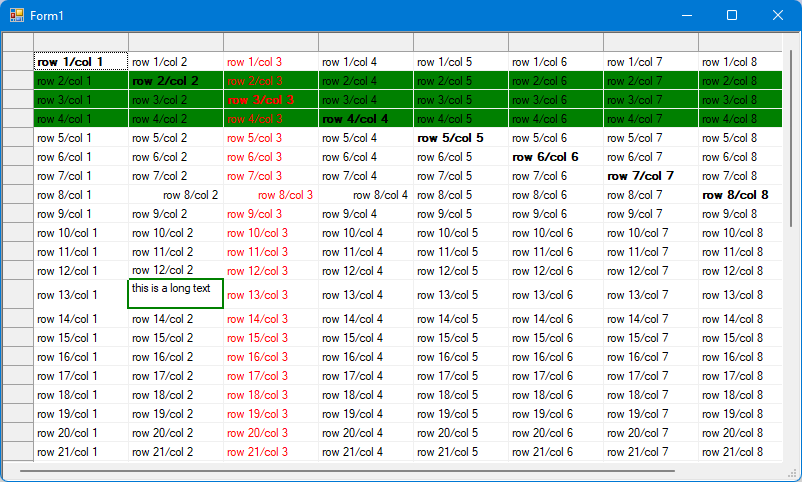 Form1
row 1/col 1 row 1/col 2 row 1/col 3 row 1/col 4 row 1/col 5 row 1/col 6 row 1/col 7 row 1/col 8
row 2/col 1 row 2/col 2 row 2/col 3 row 2/col 4 row 2/col 5 row 2/col 6 row 2/col 7 row 2/col 8
row 3/col 1 row 3/col 2 row 3/col 3 row 3/col 4 row 3/col 5 row 3/col 6 row 3/col 7 row 3/col 8
row 4/col 1 row 4/col 2 row 4/col 3 row 4/col 4 row 4/col 5 row 4/col 6 row 4/col 7 row 4/col 8
row 5/col 1 row 5/col 2 row 5/col 3 row 5/col 4 row 5/col 5 row 5/col 6 row 5/col 7 row 5/col 8
row 6/col 1 row 6/col 2 row 6/col 3 row 6/col 4 row 6/col 5 row 6/col 6 row 6/col 7 row 6/col 8
row 7/col 1 row 7/col 2 row 7/col 3 row 7/col 4 row 7/col 5 row 7/col 6 row 7/col 7 row 7/col 8
row 8/col 1 row 8/col 2 row 8/col 3 row 8/col 4 row 8/col 5 row 8/col 6 row 8/col 7 row 8/col 8
row 9/col 1 row 9/col 2 row 9/col 3 row 9/col 4 row 9/col 5 row 9/col 6 row 9/col 7 row 9/col 8
row 10/col 1 row 10/col 2 row 10/col 3 row 10/col 4 row 10/col 5 row 10/col 6 row 10/col 7 row 10/col 8
row 11/col 1 row 11/col 2 row 11/col 3 row 11/col 4 row 11/col 5 row 11/col 6 row 11/col 7 row 11/col 8
row 12/col 1 row 12/col 2 row 12/col 3 row 12/col 4 row 12/col 5 row 12/col 6 row 12/col 7 row 12/col 8
row 13/col 1 this is a long text row 13/col 3 row 13/col 4 row 13/col 5 row 13/col 6 row 13/col 7 row 13/col 8
row 14/col 1 row 14/col 2 row 14/col 3 row 14/col 4 row 14/col 5 row 14/col 6 row 14/col 7 row 14/col 8
row 15/col 1 row 15/col 2 row 15/col 3 row 15/col 4 row 15/col 5 row 15/col 6 row 15/col 7 row 15/col 8
row 16/col 1 row 16/col 2 row 16/col 3 row 16/col 4 row 16/col 5 row 16/col 6 row 16/col 7 row 16/col 8
row 17/col 1 row 17/col 2 row 17/col 3 row 17/col 4 row 17/col 5 row 17/col 6 row 17/col 7 row 17/col 8
row 18/col 1 row 18/col 2 row 18/col 3 row 18/col 4 row 18/col 5 row 18/col 6 row 18/col 7 row 18/col 8
row 19/col 1 row 19/col 2 row 19/col 3 row 19/col 4 row 19/col 5 row 19/col 6 row 19/col 7 row 19/col 8
row 20/col 1 row 20/col 2 row 20/col 3 row 20/col 4 row 20/col 5 row 20/col 6 row 20/col 7 row 20/col 8
row 21/col 1 row 21/col 2 row 21/col 3 row 21/col 4 row 21/col 5 row 21/col 6 row 21/col 7 row 21/col 8